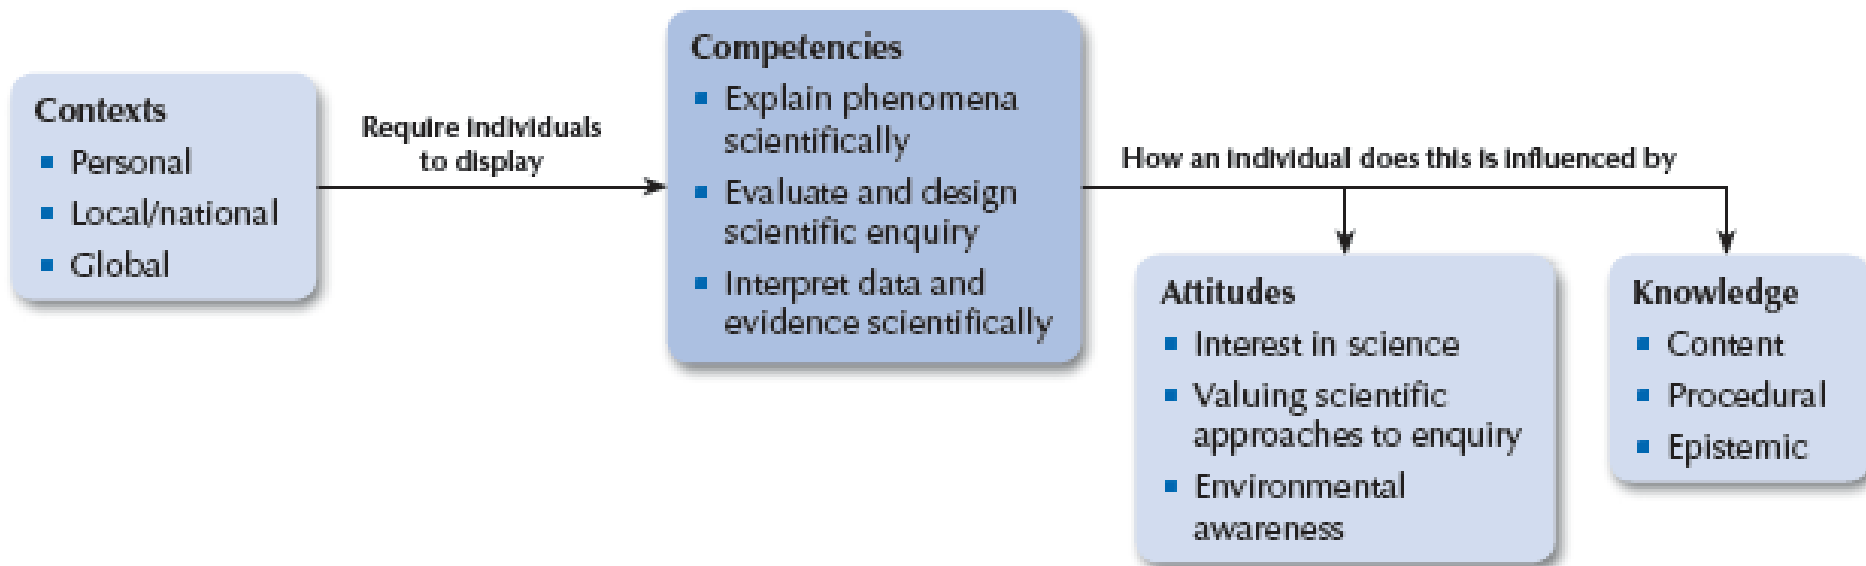 Contexts
Personal
Local/national
Global
Require individuals
to display
Competencies
Explain phenomena
scientifically
Evaluate and design
scientific enquiry
Interpret data and
evidence scientifically
How an individual does this is influenced by
Attitudes
Interest in science
Valuing scientific
approaches to enquiry
Environmental
awareness
Knowledge
Content
Procedural
Epistemic